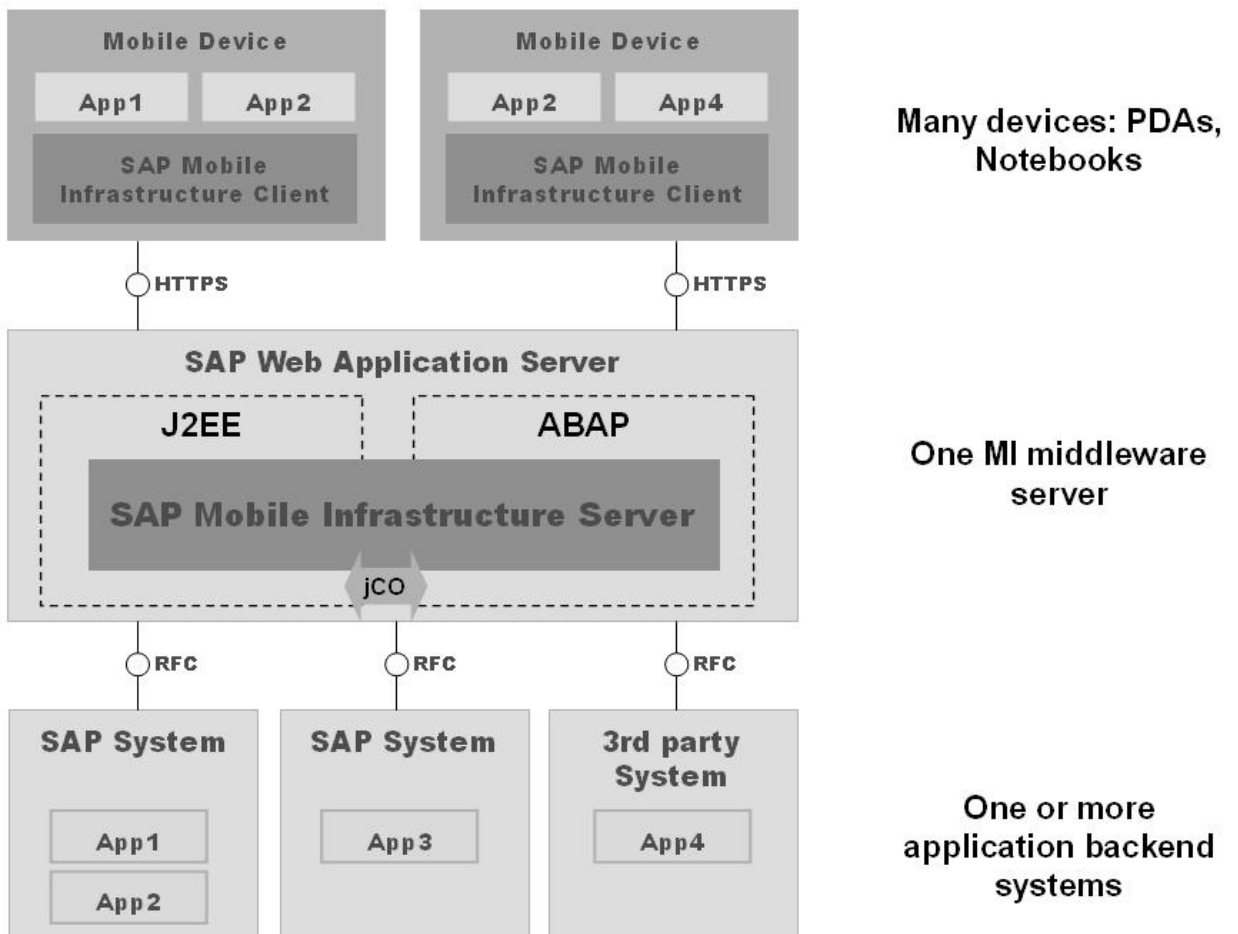 Mobile Device
App1
App2
SAP Mobile
Infrastructure Client
Mobile Device
App2
App4
SAP Mobile
Infrastructure Client
Many devices: PDAs,
Notebooks
HTTPS
HTTPS
SAP Web Application Server
J2EE
ABAP
SAP Mobile Infrastructure Server
jCO
One MI middleware
server
RFC
RFC
RFC
SAP System
App1
App2
SAP System
App3
3rd party
System
App4
One or more
application backend
systems